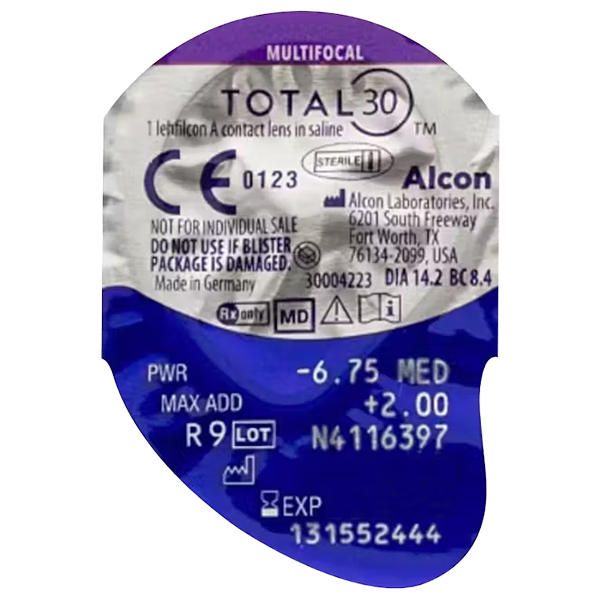 MULTIFOCAL
TOTAL30 ™
1 lehfilcon A contact lens in saline
STERILE
CE 0123
Alcon
Alcon Laboratories, Inc.
6201 South Freeway
Fort Worth, TX
76134-2099, USA
NOT FOR INDIVIDUAL SALE
DO NOT USE IF BLISTER
PACKAGE IS DAMAGED.
Made in Germany
30004223 DIA 14.2 BC 8.4
Rx only MD
PWR -6.75 MED
MAX ADD +2.00
R 9 LOT N4116397
EXP
131552444